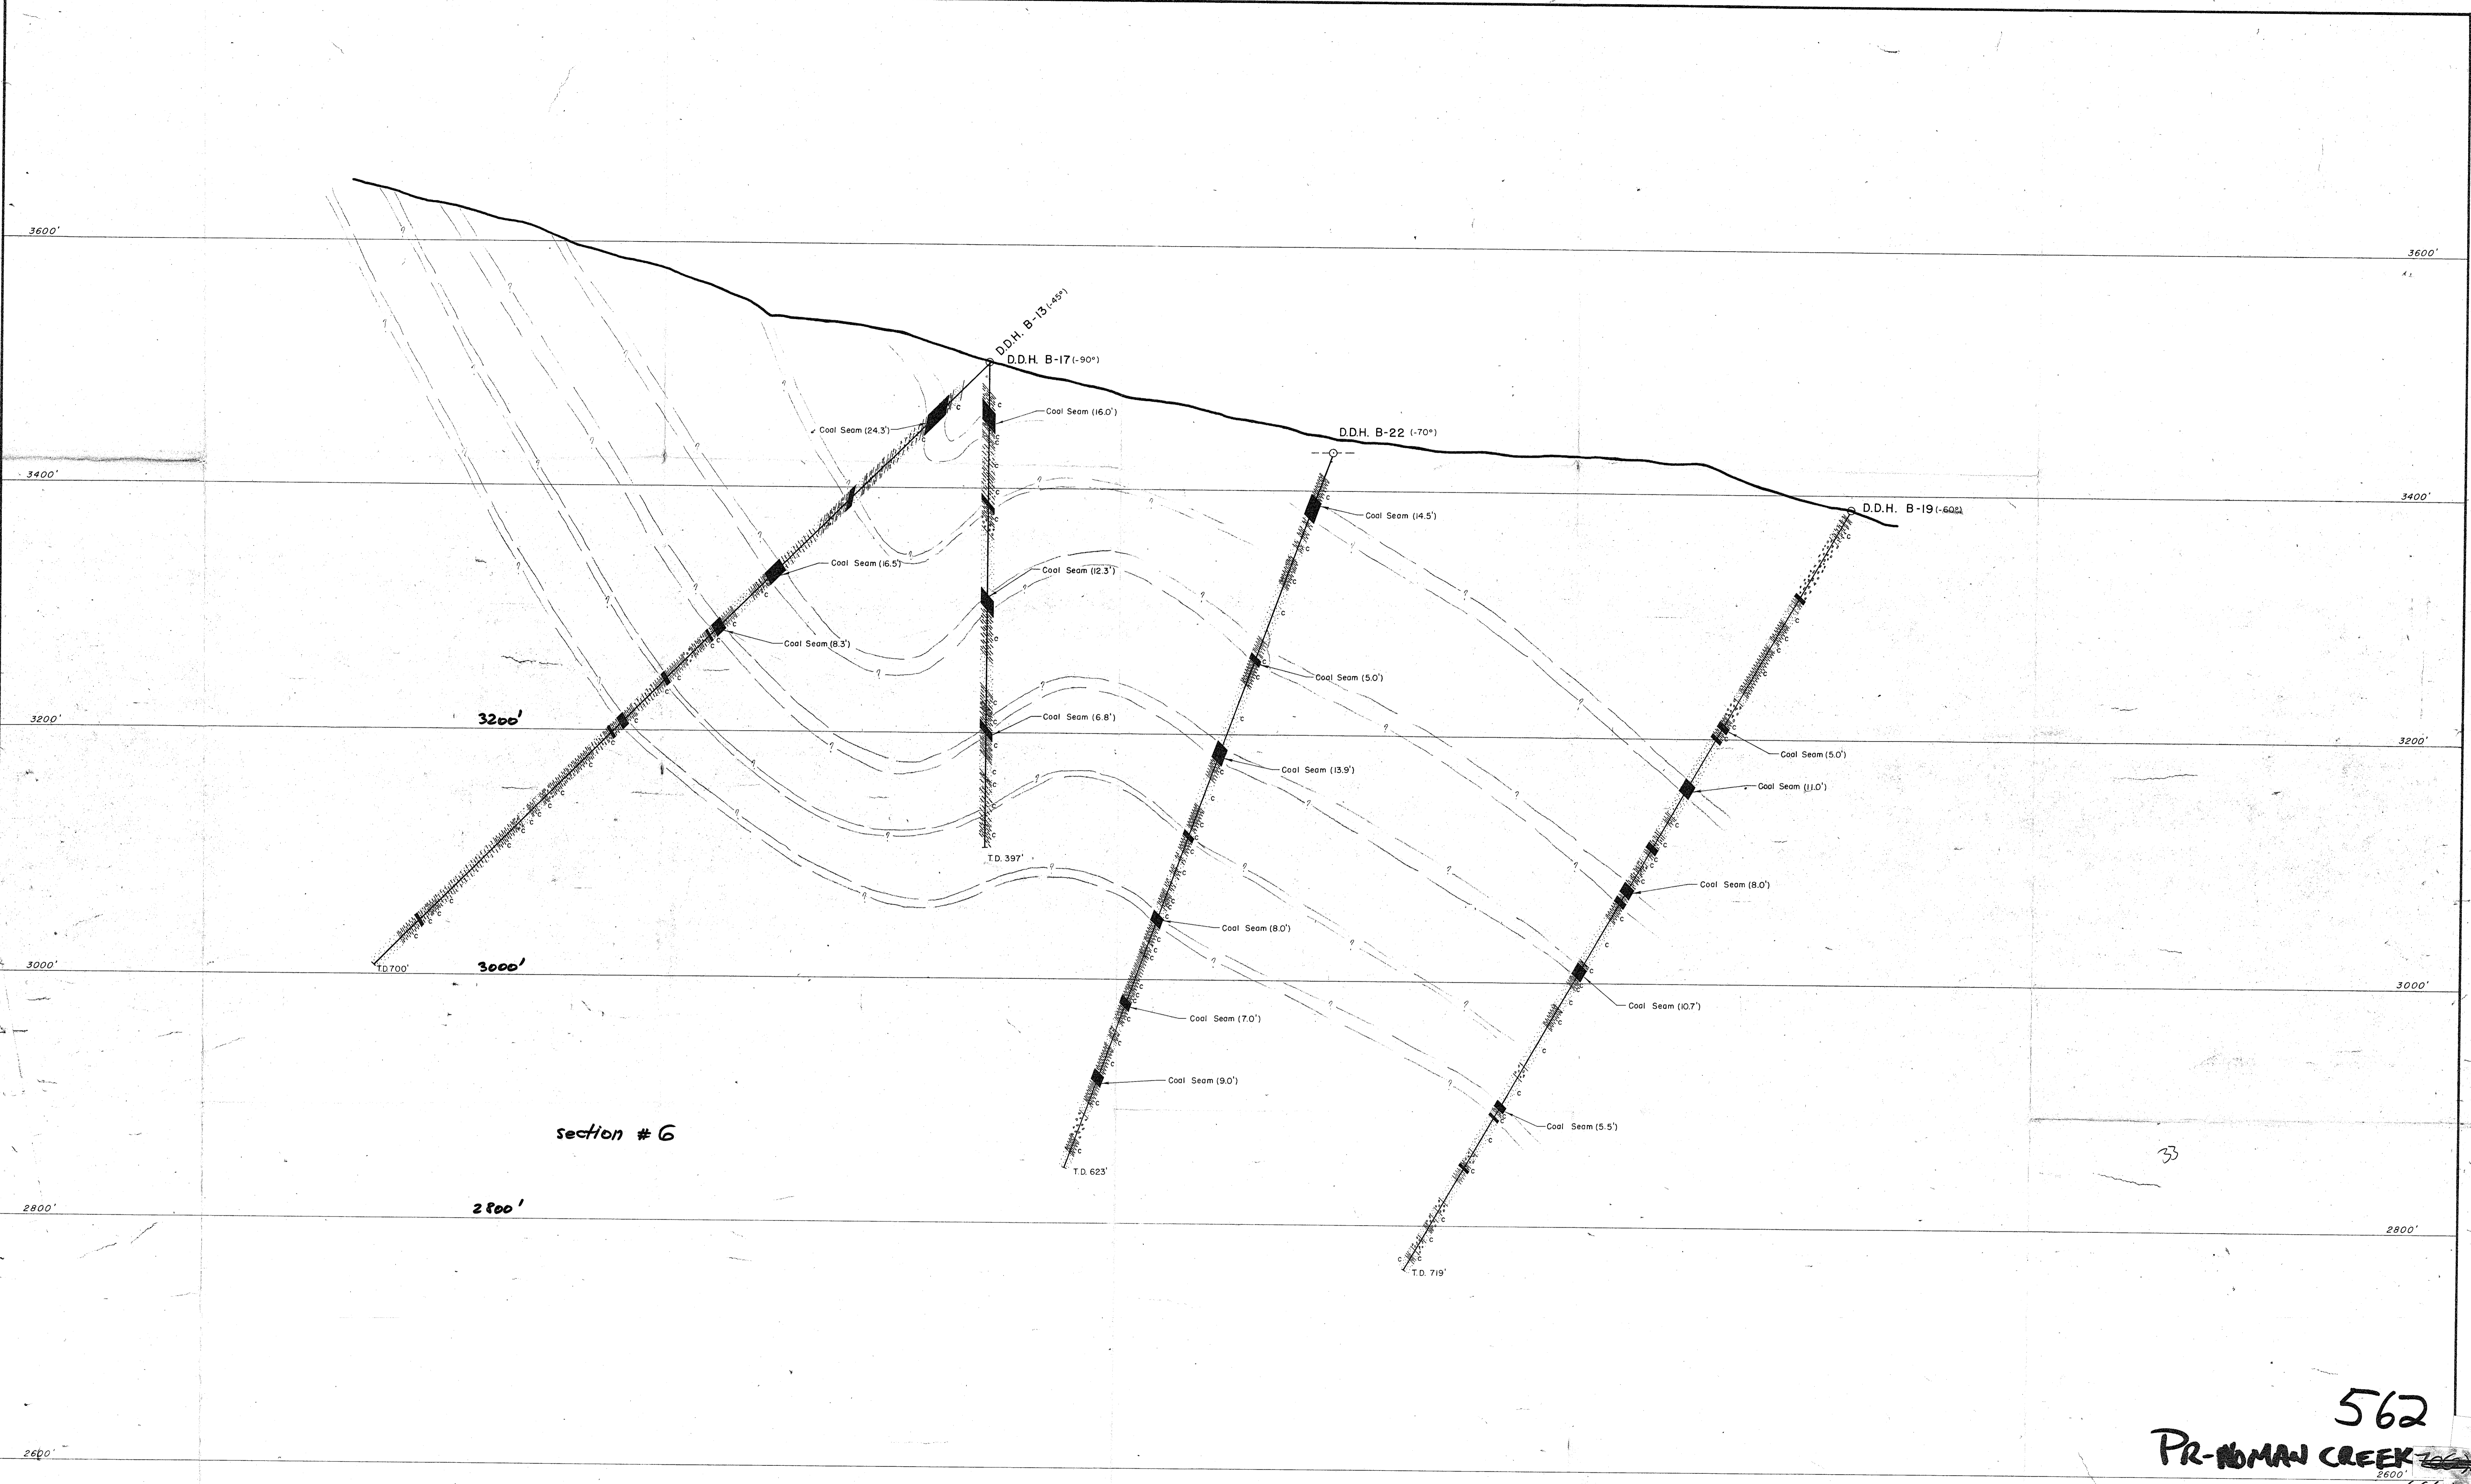 3600'
3600'
D.D.H. B-13 (-45°)
D.D.H. B-17 (-90°)
Coal Seam (16.0')
Coal Seam (24.3')
D.D.H. B-22 (-70°)
3400'
3400'
D.D.H. B-19 (-60°)
Coal Seam (14.5')
Coal Seam (16.5')
Coal Seam (12.3')
Coal Seam (8.3')
Coal Seam (5.0')
3200'
3200'
Coal Seam (6.8')
3200'
Coal Seam (5.0')
Coal Seam (13.9')
Coal Seam (11.0')
T.D. 397'
Coal Seam (8.0')
Coal Seam (8.0')
3000'
3000'
T.D. 700'
3000'
Coal Seam (10.7')
Coal Seam (7.0')
Coal Seam (9.0')
Coal Seam (5.5')
section # 6
33
T.D. 623'
2800'
2800'
2800'
T.D. 719'
562
2600'
PR-NOMAN CREEK
2600'